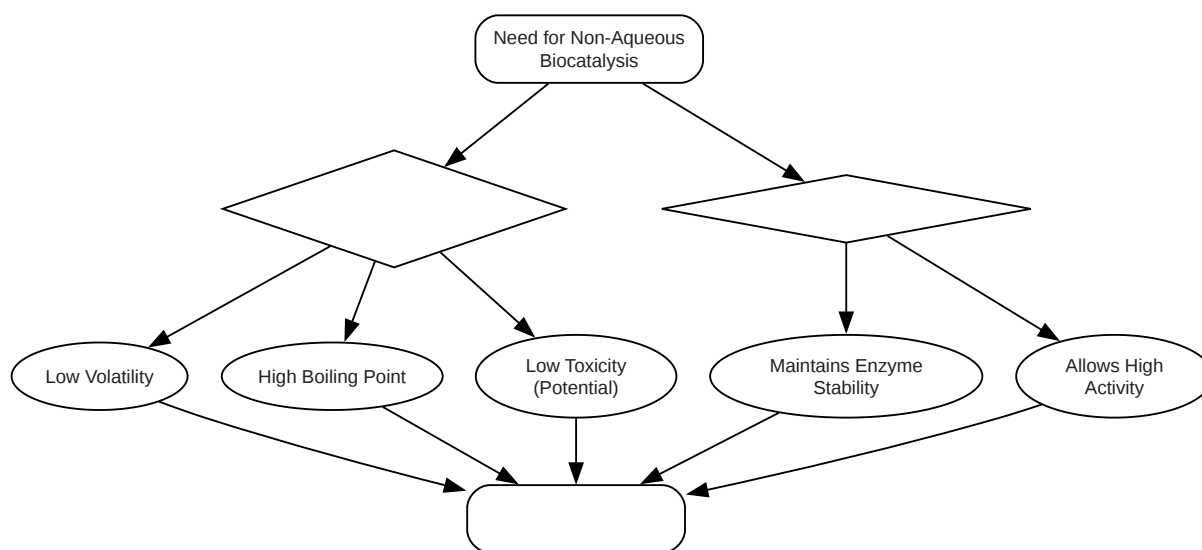 Need for Non-Aqueous
Biocatalysis
Low Volatility
High Boiling Point
Low Toxicity
(Potential)
Maintains Enzyme
Stability
Allows High
Activity